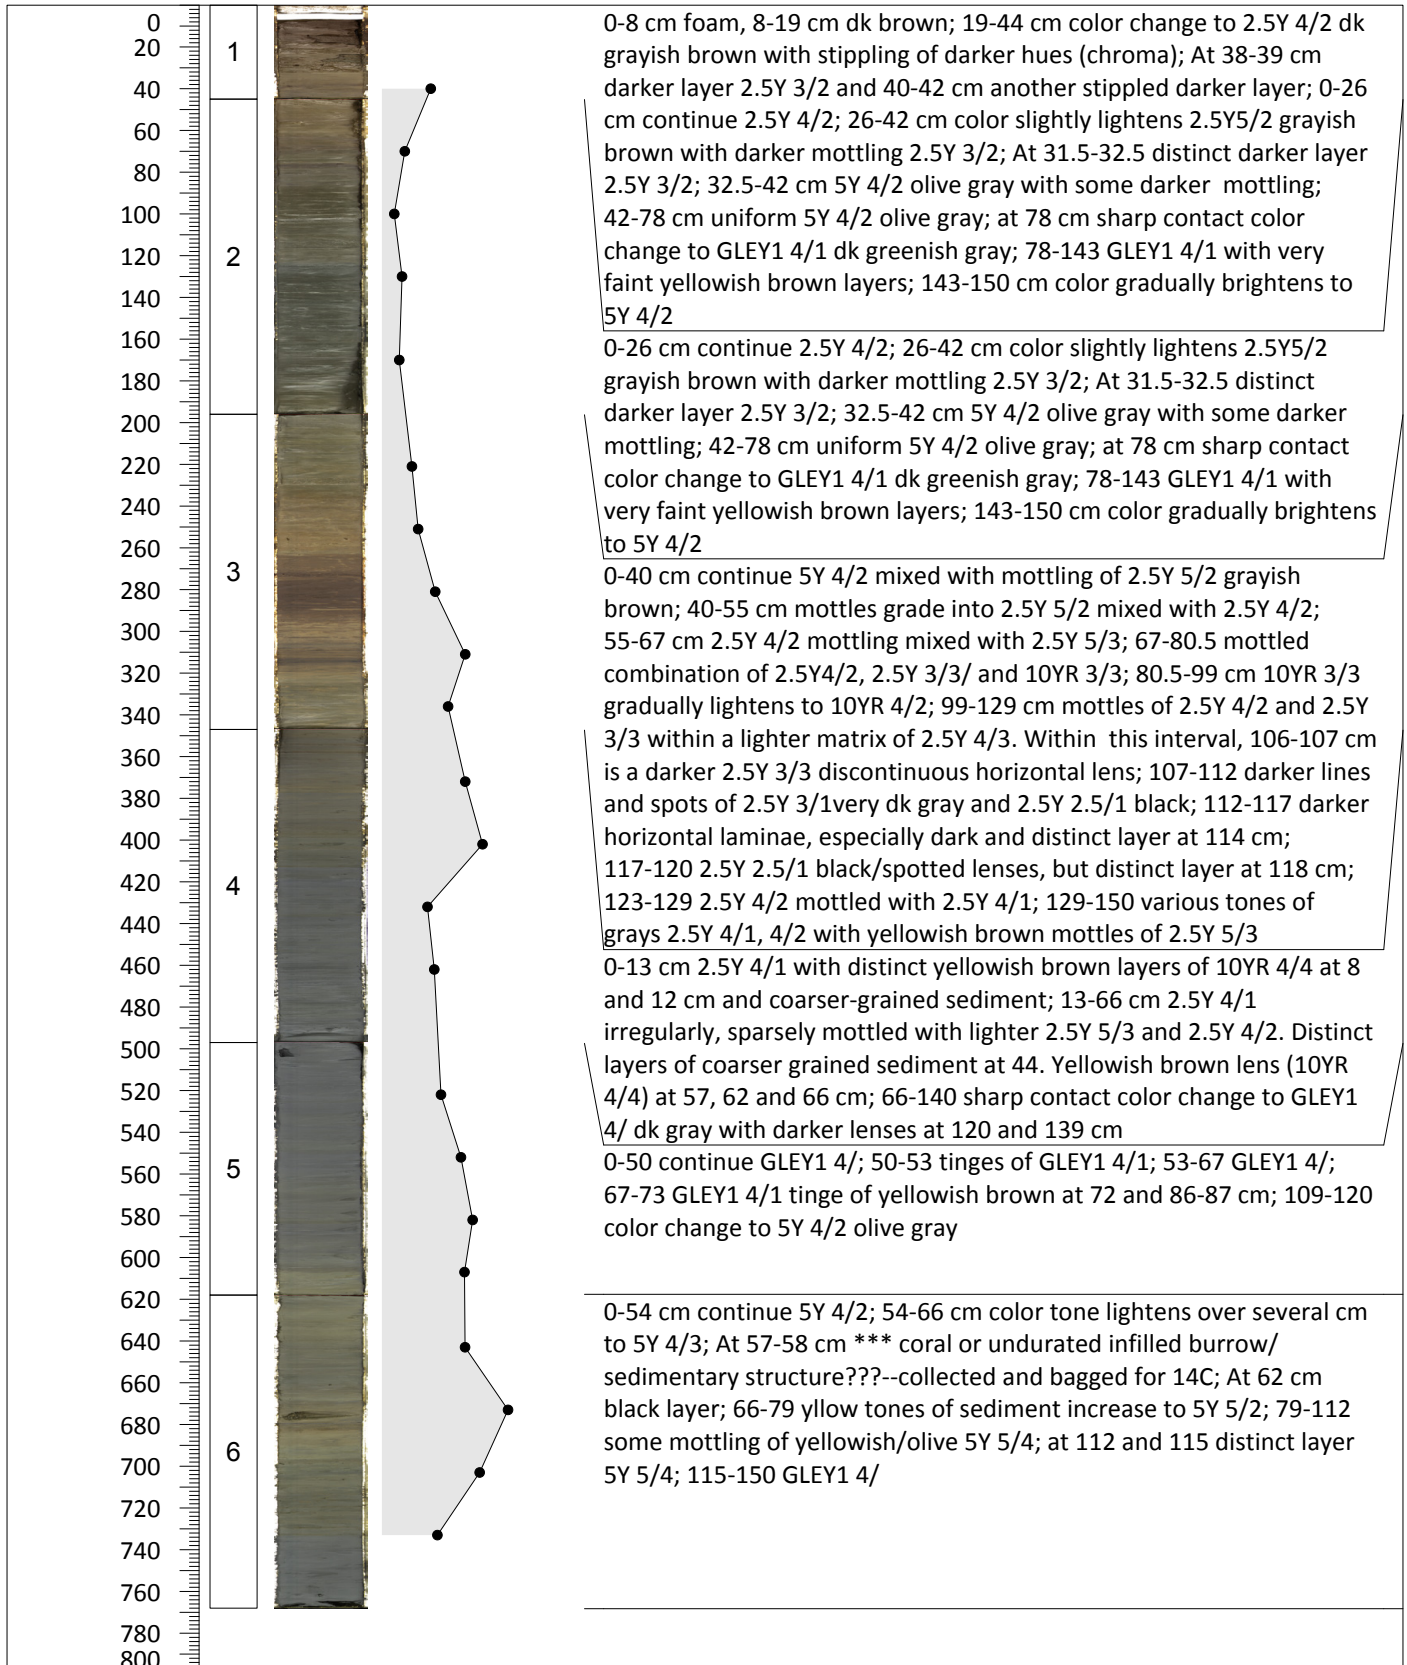 0
20
40
60
80
100
120
140
160
180
200
220
240
260
280
300
320
340
360
380
400
420
440
460
480
500
520
540
560
580
600
620
640
660
680
700
720
740
760
780
800
1
2
3
4
5
6
0-8 cm foam, 8-19 cm dk brown; 19-44 cm color change to 2.5Y 4/2 dk
grayish brown with stippling of darker hues (chroma); At 38-39 cm
darker layer 2.5Y 3/2 and 40-42 cm another stippled darker layer; 0-26
cm continue 2.5Y 4/2; 26-42 cm color slightly lightens 2.5Y5/2 grayish
brown with darker mottling 2.5Y 3/2; At 31.5-32.5 distinct darker layer
2.5Y 3/2; 32.5-42 cm 5Y 4/2 olive gray with some darker mottling;
42-78 cm uniform 5Y 4/2 olive gray; at 78 cm sharp contact color
change to GLEY1 4/1 dk greenish gray; 78-143 GLEY1 4/1 with very
faint yellowish brown layers; 143-150 cm color gradually brightens to
5Y 4/2
0-26 cm continue 2.5Y 4/2; 26-42 cm color slightly lightens 2.5Y5/2
grayish brown with darker mottling 2.5Y 3/2; At 31.5-32.5 distinct
darker layer 2.5Y 3/2; 32.5-42 cm 5Y 4/2 olive gray with some darker
mottling; 42-78 cm uniform 5Y 4/2 olive gray; at 78 cm sharp contact
color change to GLEY1 4/1 dk greenish gray; 78-143 GLEY1 4/1 with
very faint yellowish brown layers; 143-150 cm color gradually brightens
to 5Y 4/2
0-40 cm continue 5Y 4/2 mixed with mottling of 2.5Y 5/2 grayish
brown; 40-55 cm mottles grade into 2.5Y 5/2 mixed with 2.5Y 4/2;
55-67 cm 2.5Y 4/2 mottling mixed with 2.5Y 5/3; 67-80.5 mottled
combination of 2.5Y4/2, 2.5Y 3/3/ and 10YR 3/3; 80.5-99 cm 10YR 3/3
gradually lightens to 10YR 4/2; 99-129 cm mottles of 2.5Y 4/2 and 2.5Y
3/3 within a lighter matrix of 2.5Y 4/3. Within this interval, 106-107 cm
is a darker 2.5Y 3/3 discontinuous horizontal lens; 107-112 darker lines
and spots of 2.5Y 3/1very dk gray and 2.5Y 2.5/1 black; 112-117 darker
horizontal laminae, especially dark and distinct layer at 114 cm;
117-120 2.5Y 2.5/1 black/spotted lenses, but distinct layer at 118 cm;
123-129 2.5Y 4/2 mottled with 2.5Y 4/1; 129-150 various tones of
grays 2.5Y 4/1, 4/2 with yellowish brown mottles of 2.5Y 5/3
0-13 cm 2.5Y 4/1 with distinct yellowish brown layers of 10YR 4/4 at 8
and 12 cm and coarser-grained sediment; 13-66 cm 2.5Y 4/1
irregularly, sparsely mottled with lighter 2.5Y 5/3 and 2.5Y 4/2. Distinct
layers of coarser grained sediment at 44. Yellowish brown lens (10YR
4/4) at 57, 62 and 66 cm; 66-140 sharp contact color change to GLEY1
4/ dk gray with darker lenses at 120 and 139 cm
0-50 continue GLEY1 4/; 50-53 tinges of GLEY1 4/1; 53-67 GLEY1 4/;
67-73 GLEY1 4/1 tinge of yellowish brown at 72 and 86-87 cm; 109-120
color change to 5Y 4/2 olive gray
0-54 cm continue 5Y 4/2; 54-66 cm color tone lightens over several cm
to 5Y 4/3; At 57-58 cm *** coral or undurated infilled burrow/
sedimentary structure???--collected and bagged for 14C; At 62 cm
black layer; 66-79 yllow tones of sediment increase to 5Y 5/2; 79-112
some mottling of yellowish/olive 5Y 5/4; at 112 and 115 distinct layer
5Y 5/4; 115-150 GLEY1 4/